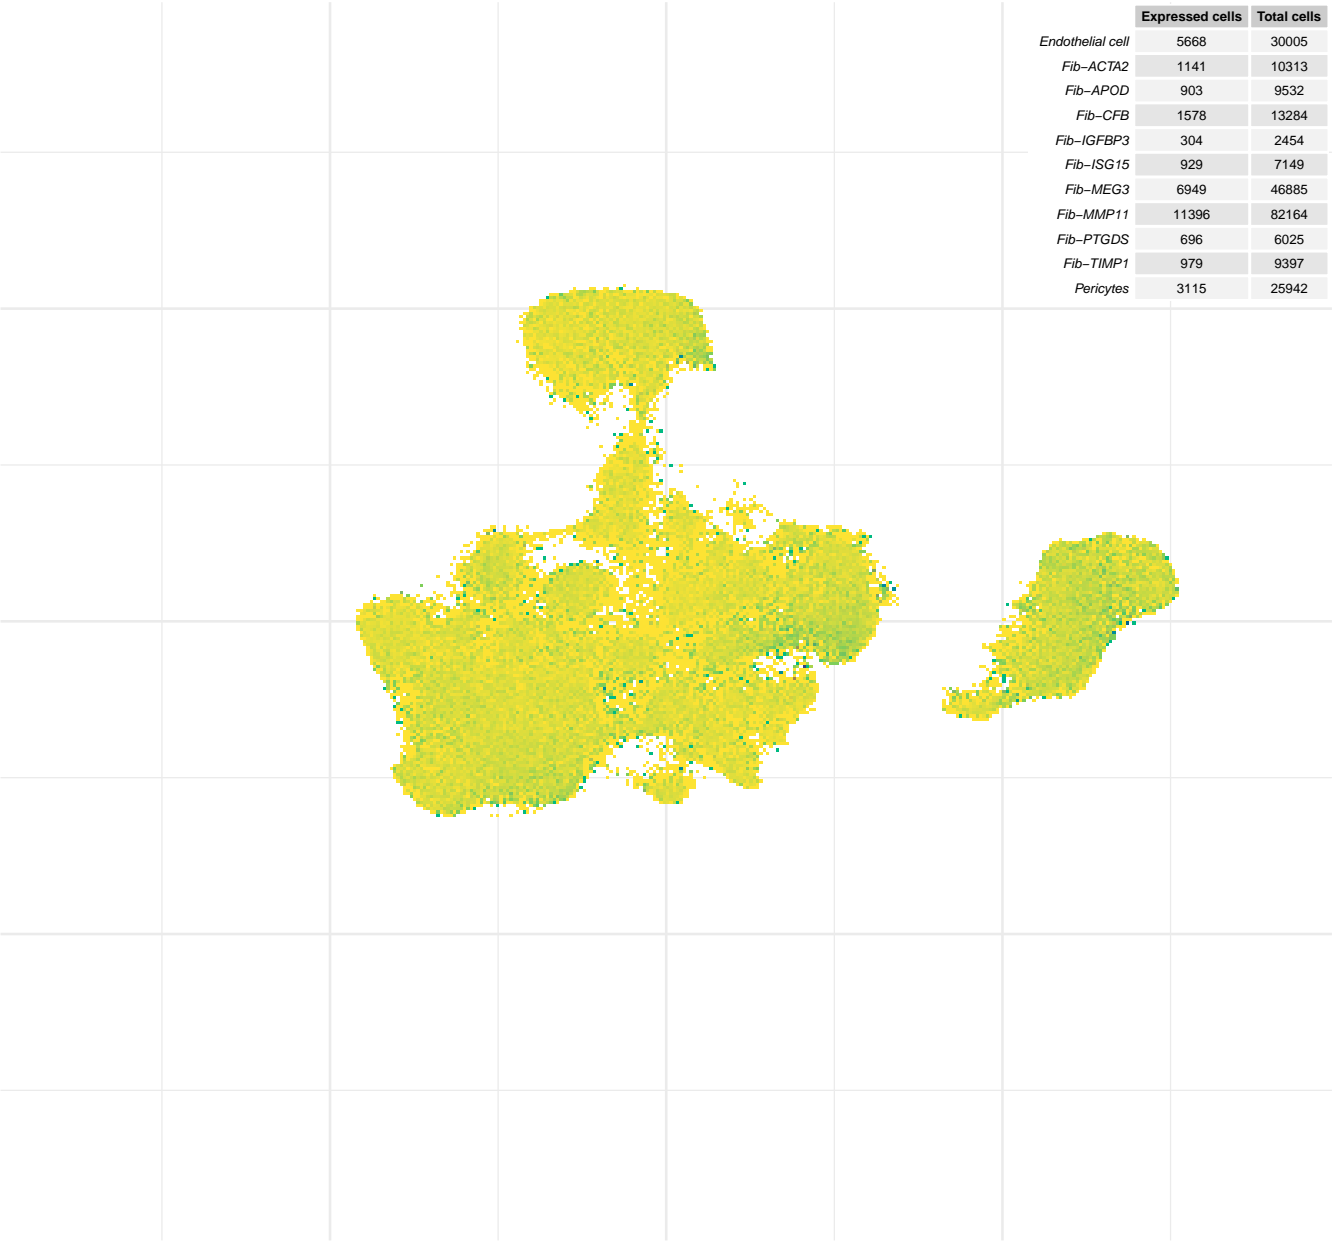 Expressed cells Total cells
Endothelial cell 5668 30005
Fib−ACTA2 1141 10313
Fib−APOD 903 9532
Fib−CFB 1578 13284
Fib−IGFBP3 304 2454
Fib−ISG15 929 7149
Fib−MEG3 6949 46885
Fib−MMP11 11396 82164
Fib−PTGDS 696 6025
Fib−TIMP1 979 9397
Pericytes 3115 25942